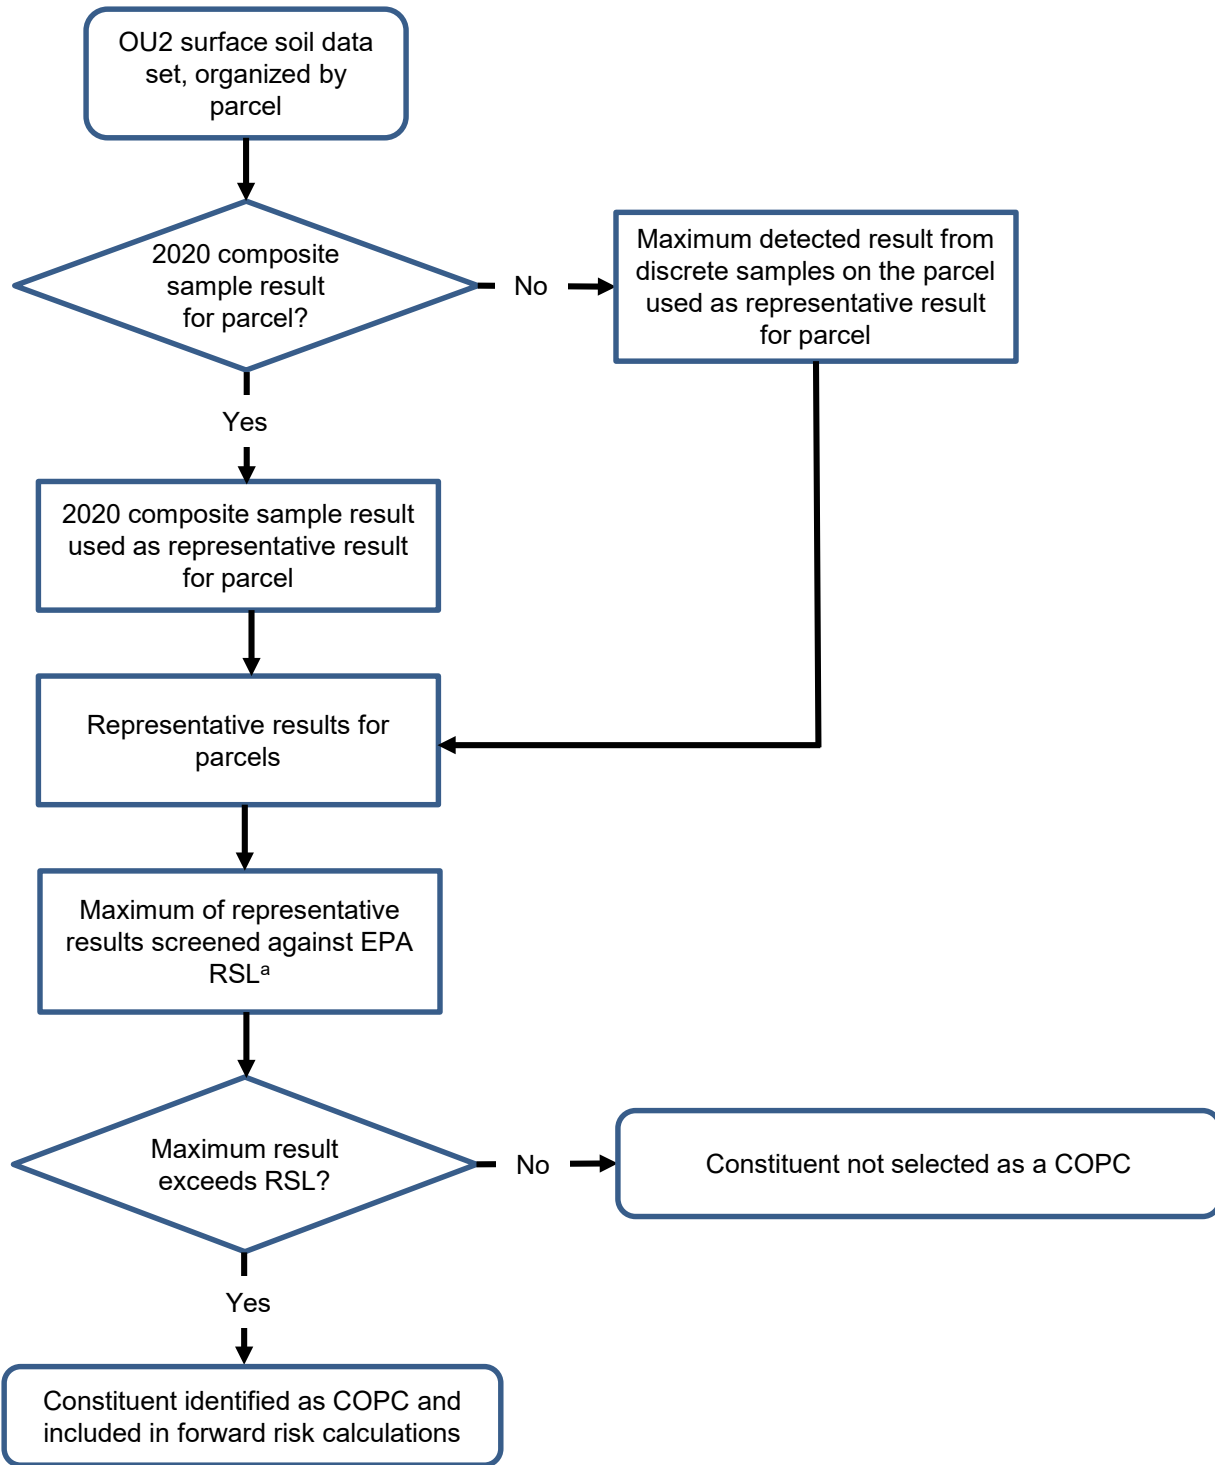 OU2 surface soil data
set, organized by
parcel
2020 composite
sample result
for parcel?
No
Maximum detected result from
discrete samples on the parcel
used as representative result
for parcel
Yes
2020 composite sample result
used as representative result
for parcel
Representative results for
parcels
Maximum of representative
results screened against EPA
RSLᵃ
Maximum result
exceeds RSL?
No
Constituent not selected as a COPC
Yes
Constituent identified as COPC and
included in forward risk calculations